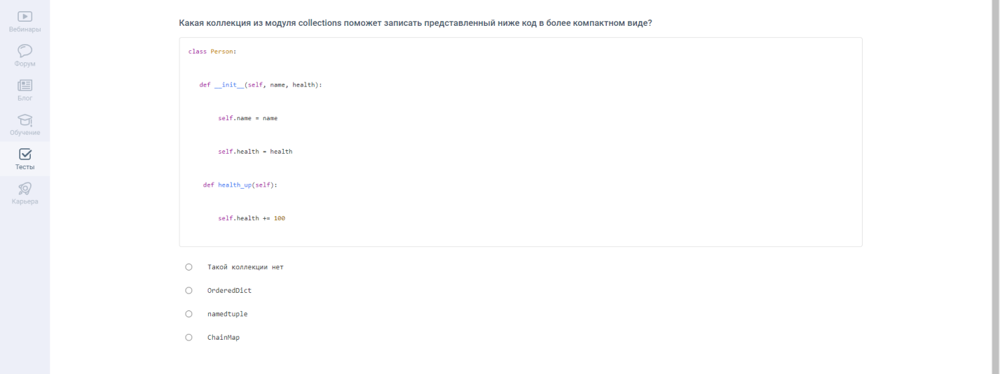 Вебинары
Форум
Блог
Обучение
Тесты
Карьера
Какая коллекция из модуля collections поможет записать представленный ниже код в более компактном виде?
class Person:
def __init__(self, name, health):
self.name = name
self.health = health
def health_up(self):
self.health += 100
Такой коллекции нет
OrderedDict
namedtuple
ChainMap